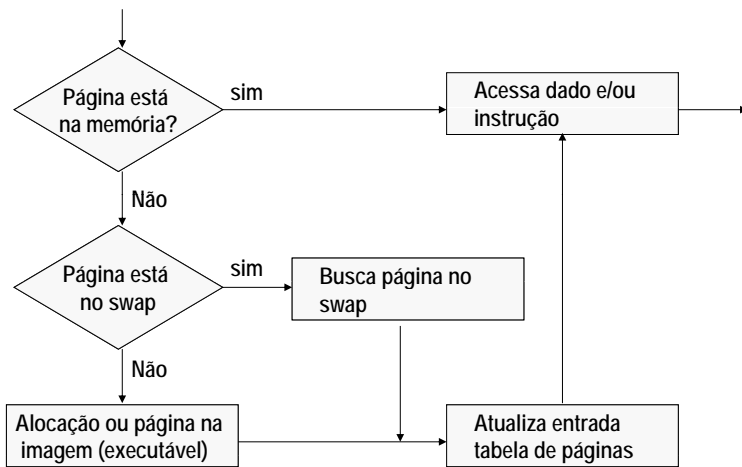 Página está
na memória?
sim
Acessa dado e/ou
instrução
Não
Página está
no swap
sim
Busca página no
swap
Não
Alocação ou página na
imagem (executável)
Atualiza entrada
tabela de páginas